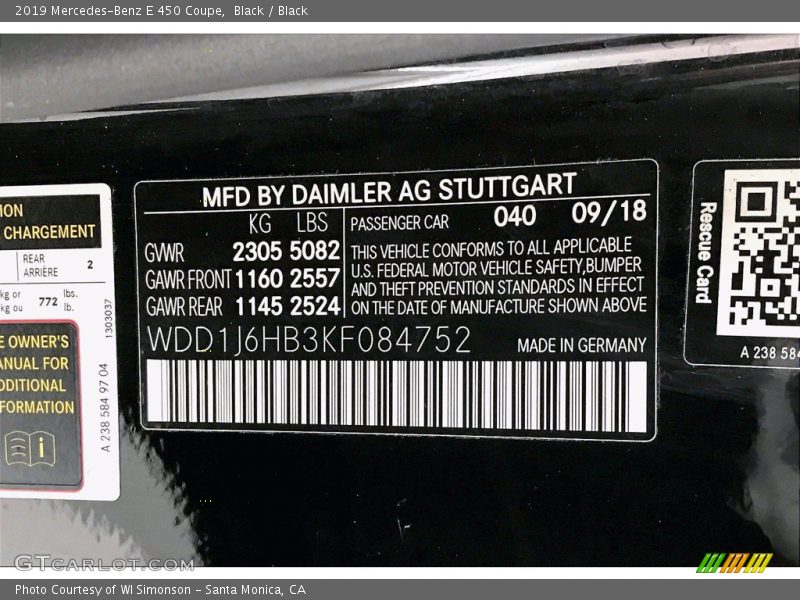 2019 Mercedes-Benz E 450 Coupe,  Black / Black
CHARGEMENT
REAR
ARRIÈRE
2
kg or
kg ou
772
lbs.
lb.
1303037
OWNER'S
FOR
A 238 584 97 04
MFD BY DAIMLER AG STUTTGART
KG LBS
GVWR 2305 5082
GAWR FRONT 1160 2557
GAWR REAR 1145 2524
PASSENGER CAR 040 09/18
THIS VEHICLE CONFORMS TO ALL APPLICABLE
U.S. FEDERAL MOTOR VEHICLE SAFETY,BUMPER
AND THEFT PREVENTION STANDARDS IN EFFECT
ON THE DATE OF MANUFACTURE SHOWN ABOVE
WDD1J6HB3KF084752
MADE IN GERMANY
Rescue Card
A 238 584
GTCARLOT.COM
Photo Courtesy of WI Simonson - Santa Monica, CA